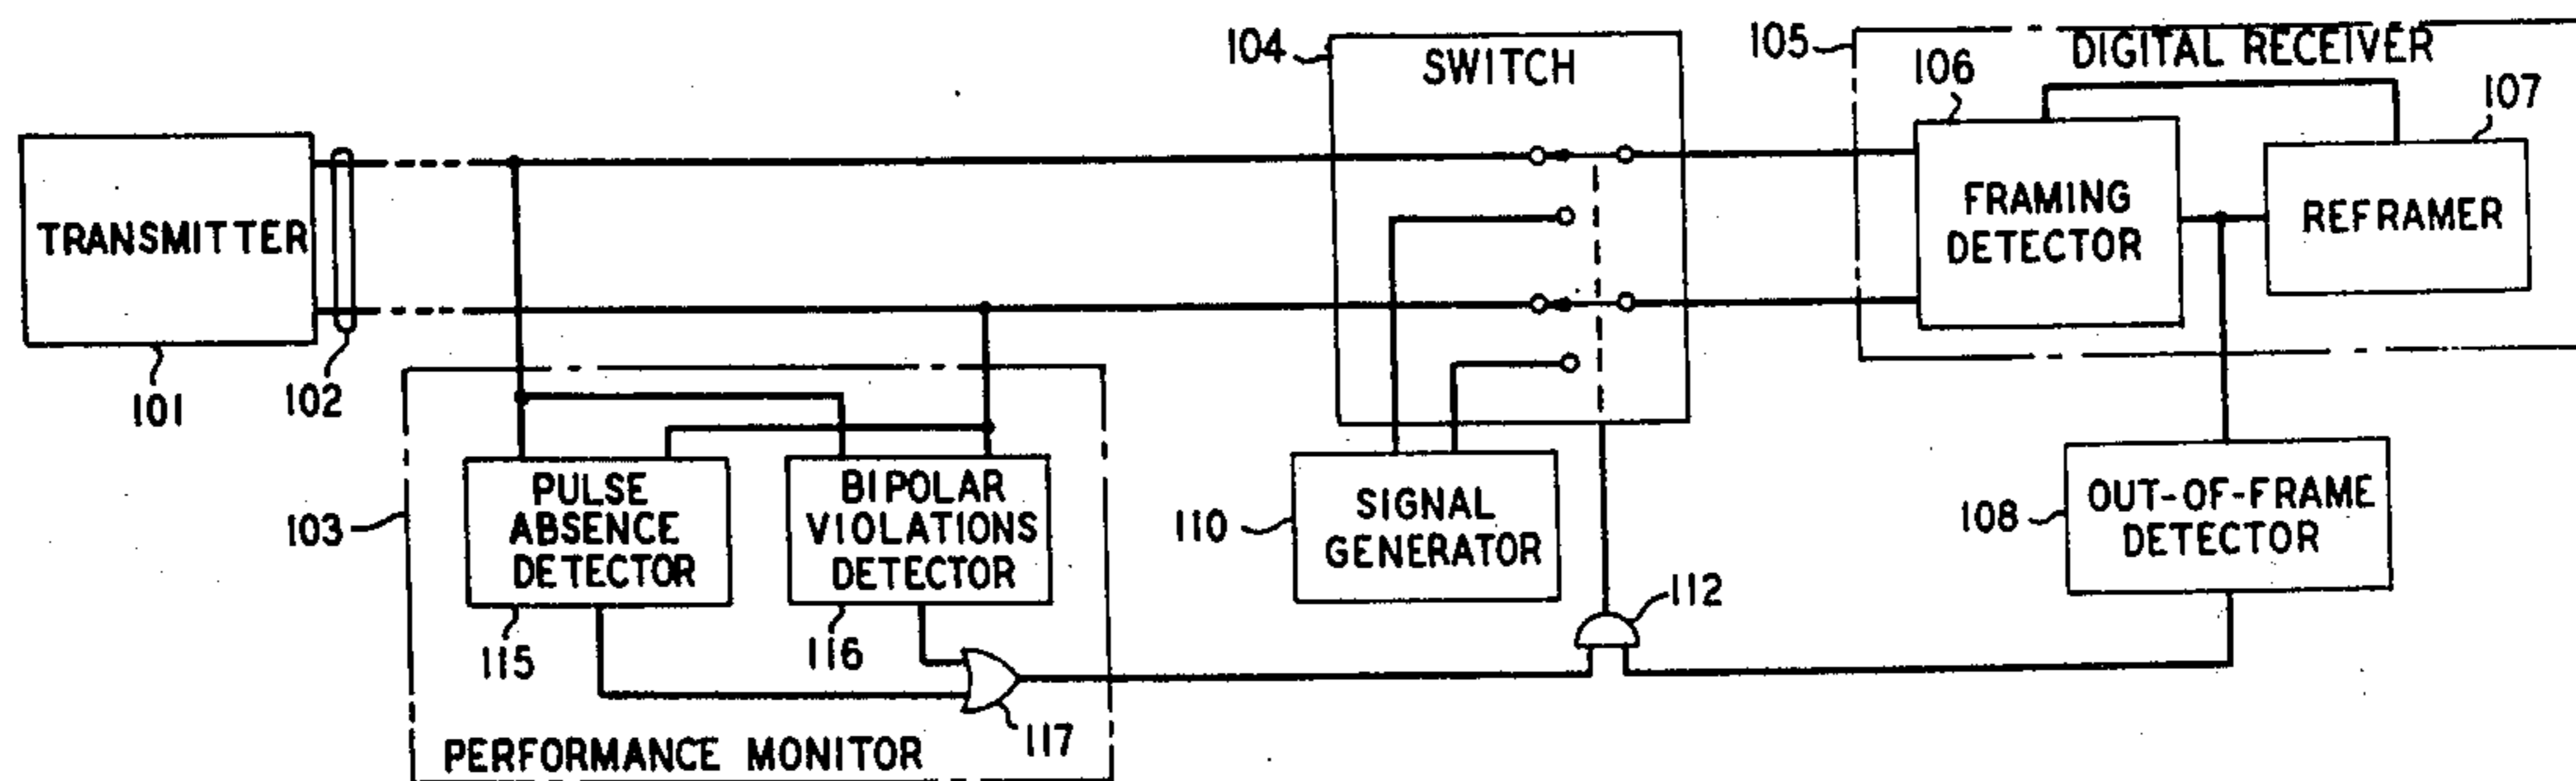 104
SWITCH
105
DIGITAL RECEIVER
106
107
TRANSMITTER
101
102
FRAMING
DETECTOR
REFRAMER
103
PULSE
ABSENCE
DETECTOR
115
BIPOLAR
VIOLATIONS
DETECTOR
116
117
PERFORMANCE MONITOR
110
SIGNAL
GENERATOR
112
108
OUT-OF-FRAME
DETECTOR